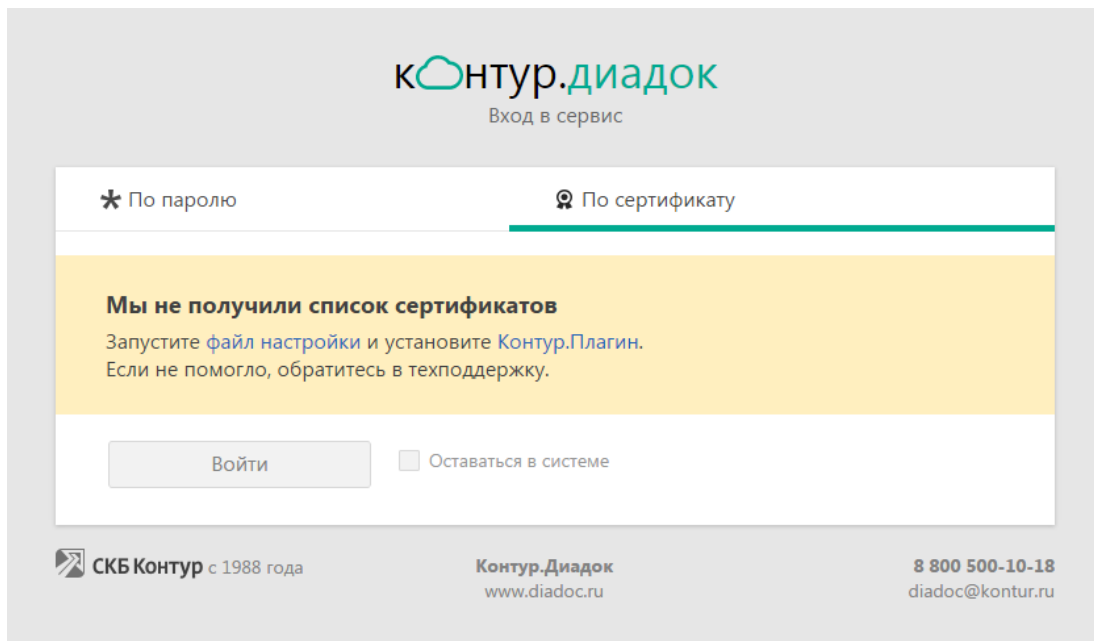 контур.диадок
Вход в сервис
По паролю
По сертификату
Мы не получили список сертификатов
Запустите файл настройки и установите Контур.Плагин.
Если не помогло, обратитесь в техподдержку.
Войти
Оставаться в системе
СКБ Контур с 1988 года
Контур.Диадок
www.diadoc.ru
8 800 500-10-18
diadoc@kontur.ru